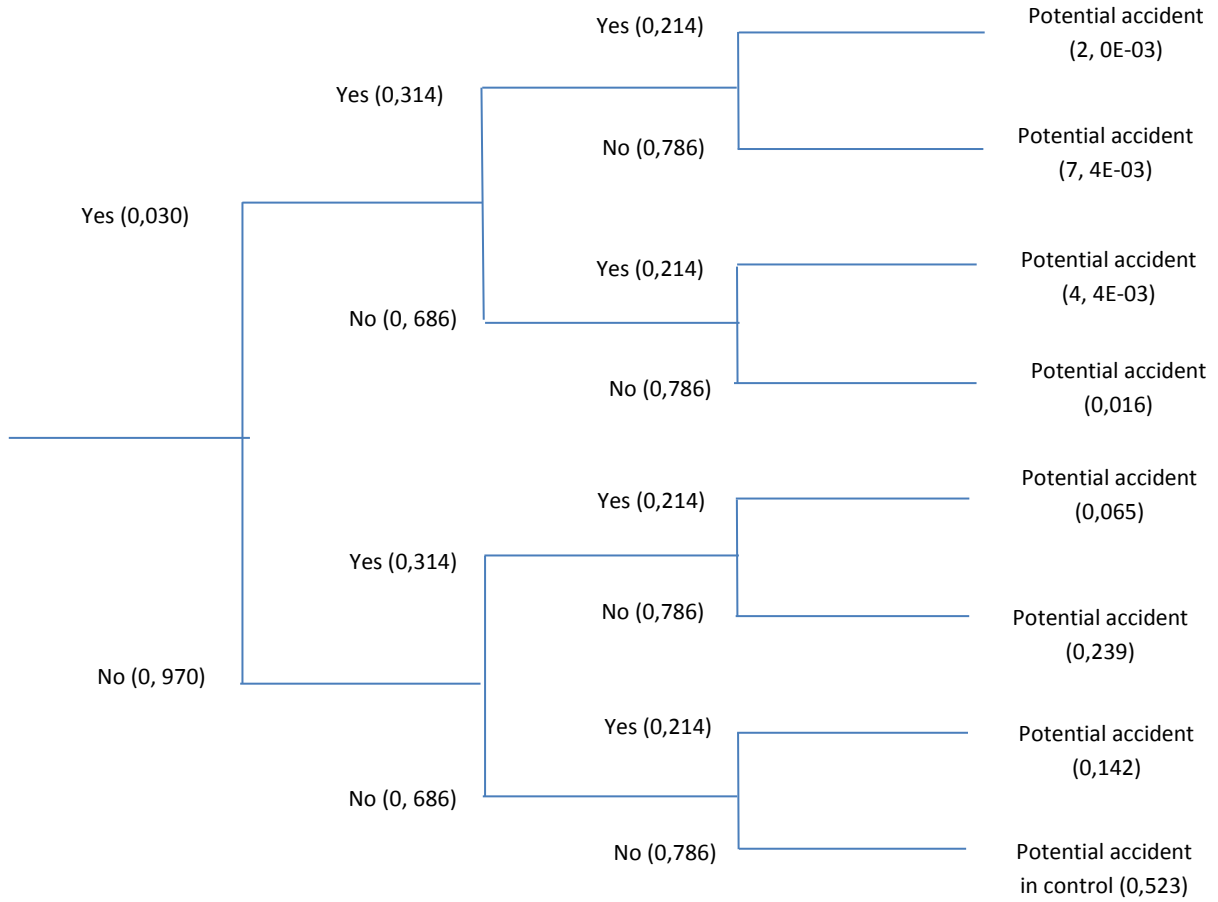 Yes (0,214)
Potential accident
(2, 0E-03)
Yes (0,314)
No (0,786)
Potential accident
(7, 4E-03)
Yes (0,030)
Yes (0,214)
Potential accident
(4, 4E-03)
No (0, 686)
No (0,786)
Potential accident
(0,016)
Yes (0,214)
Potential accident
(0,065)
Yes (0,314)
No (0,786)
Potential accident
(0,239)
No (0, 970)
Yes (0,214)
Potential accident
(0,142)
No (0, 686)
No (0,786)
Potential accident
in control (0,523)